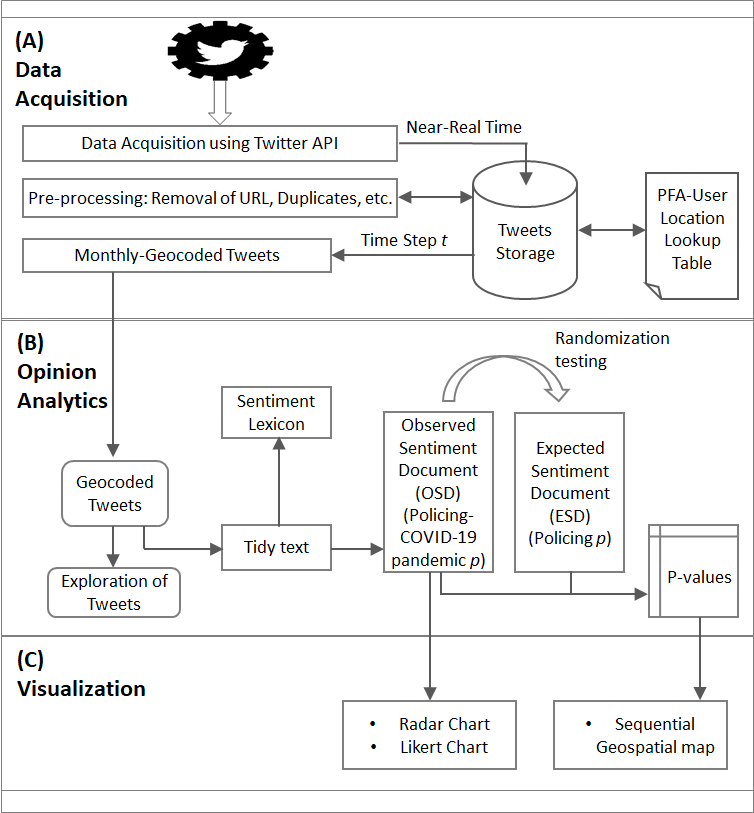 (A)
Data
Acquisition
Data Acquisition using Twitter API
Near-Real Time
Pre-processing: Removal of URL, Duplicates, etc.
Tweets
Storage
PFA-User
Location
Lookup
Table
Time Step t
Monthly-Geocoded Tweets
(B)
Opinion
Analytics
Randomization
testing
Sentiment
Lexicon
Observed
Sentiment
Document
(OSD)
(Policing-
COVID-19
pandemic p)
Expected
Sentiment
Document
(ESD)
(Policing p)
Geocoded
Tweets
Tidy text
P-values
Exploration of
Tweets
(C)
Visualization
• Radar Chart
• Likert Chart
• Sequential
Geospatial map